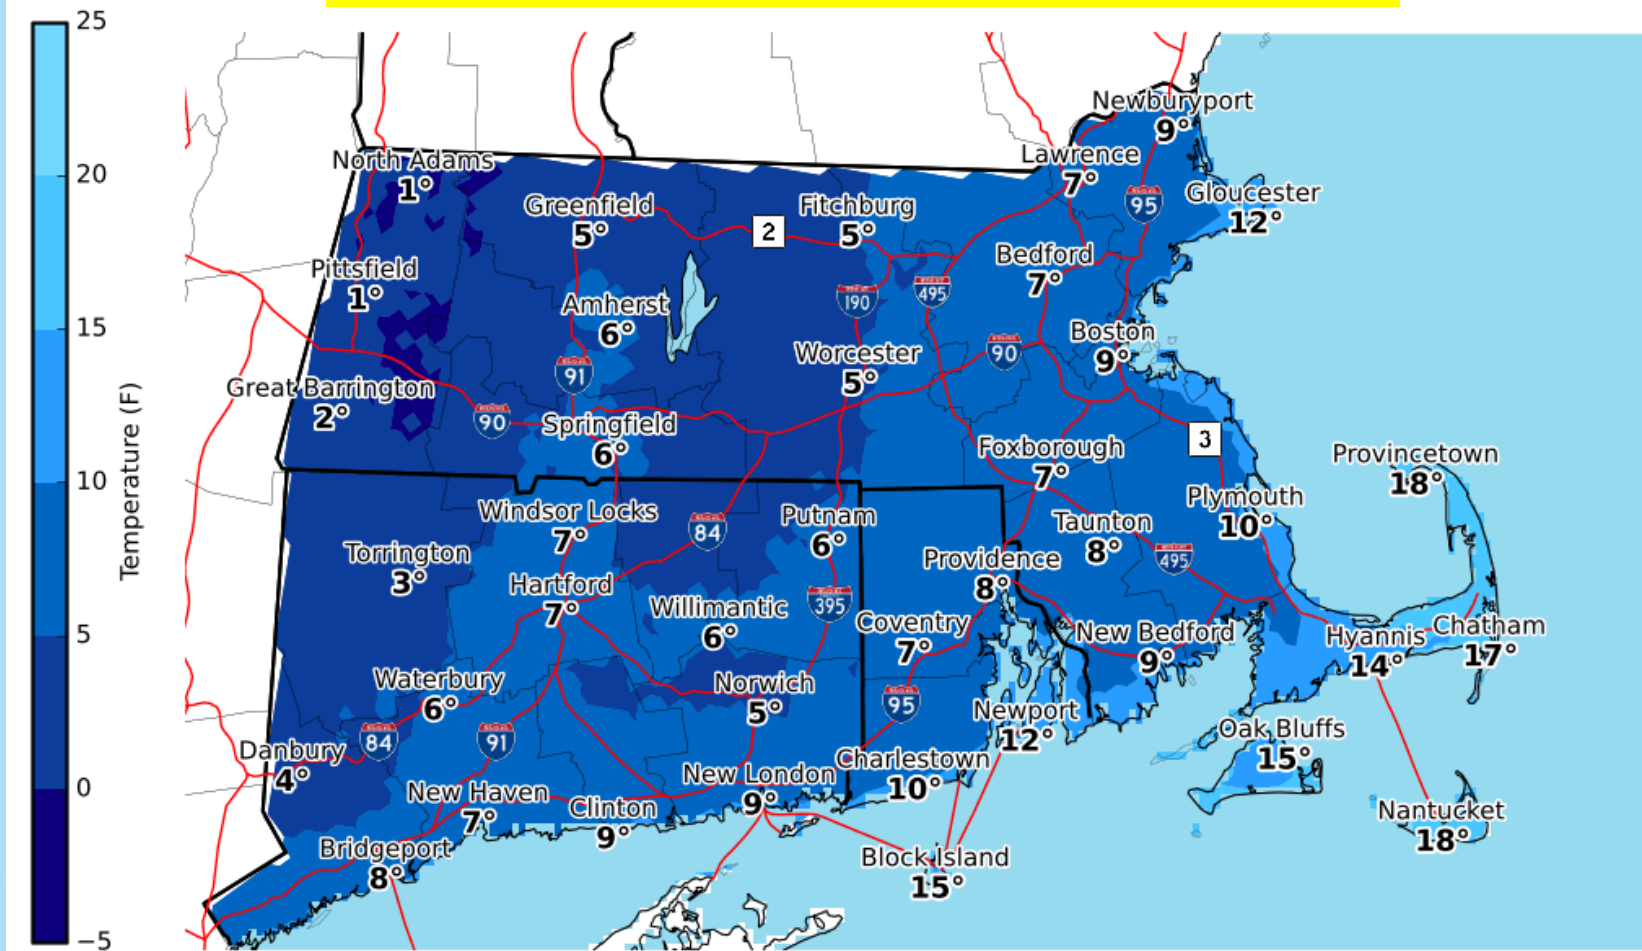 25
20
15
10
5
0
−5
Temperature (F)
Newburyport
9°
Lawrence
7°
North Adams
1°
95
Gloucester
12°
Greenfield
5°
2
Fitchburg
5°
Bedford
7°
Pittsfield
1°
Amherst
6°
190
495
Boston
9°
90
Worcester
5°
91
Great Barrington
2°
90
Springfield
6°
3
Foxborough
7°
Provincetown
18°
Plymouth
10°
Windsor Locks
7°
84
Putnam
6°
Taunton
8°
495
Torrington
3°
Providence
8°
Hartford
7°
Willimantic
6°
395
Coventry
7°
New Bedford
9°
Hyannis
14°
Chatham
17°
Waterbury
6°
Norwich
5°
95
Newport
12°
Oak Bluffs
15°
84
91
Danbury
4°
Charlestown
10°
New London
9°
New Haven
7°
Clinton
9°
Nantucket
18°
Bridgeport
8°
Block Island
15°